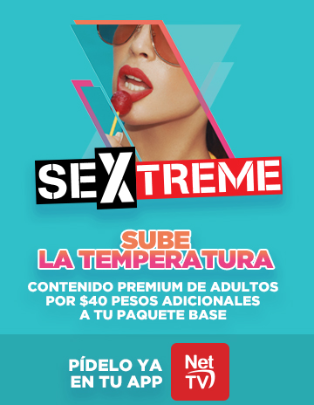 SEXTREME
SUBE
LA TEMPERATURA
CONTENIDO PREMIUM DE ADULTOS
POR $40 PESOS ADICIONALES
A TU PAQUETE BASE
PÍDELO YA
EN TU APP
Net
TV